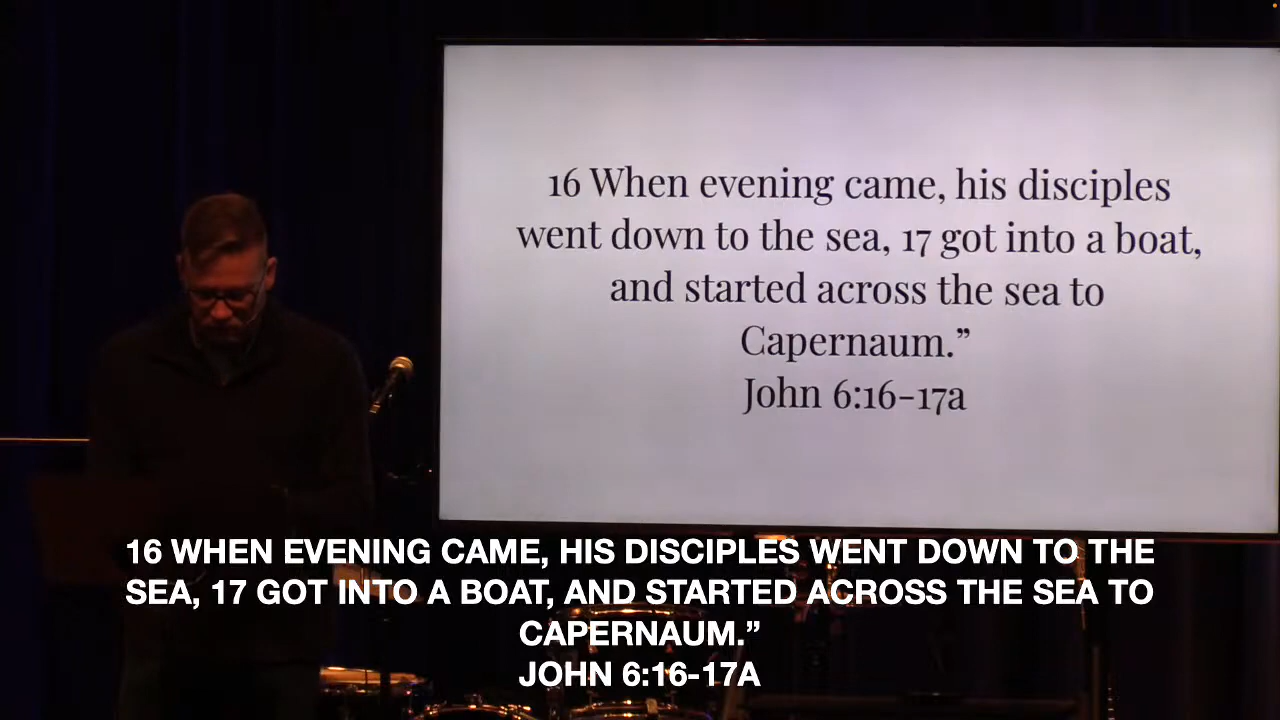 16 When evening came, his disciples
went down to the sea, 17 got into a boat,
and started across the sea to
Capernaum.”
John 6:16-17a
16 WHEN EVENING CAME, HIS DISCIPLES WENT DOWN TO THE
SEA, 17 GOT INTO A BOAT, AND STARTED ACROSS THE SEA TO
CAPERNAUM.”
JOHN 6:16-17A